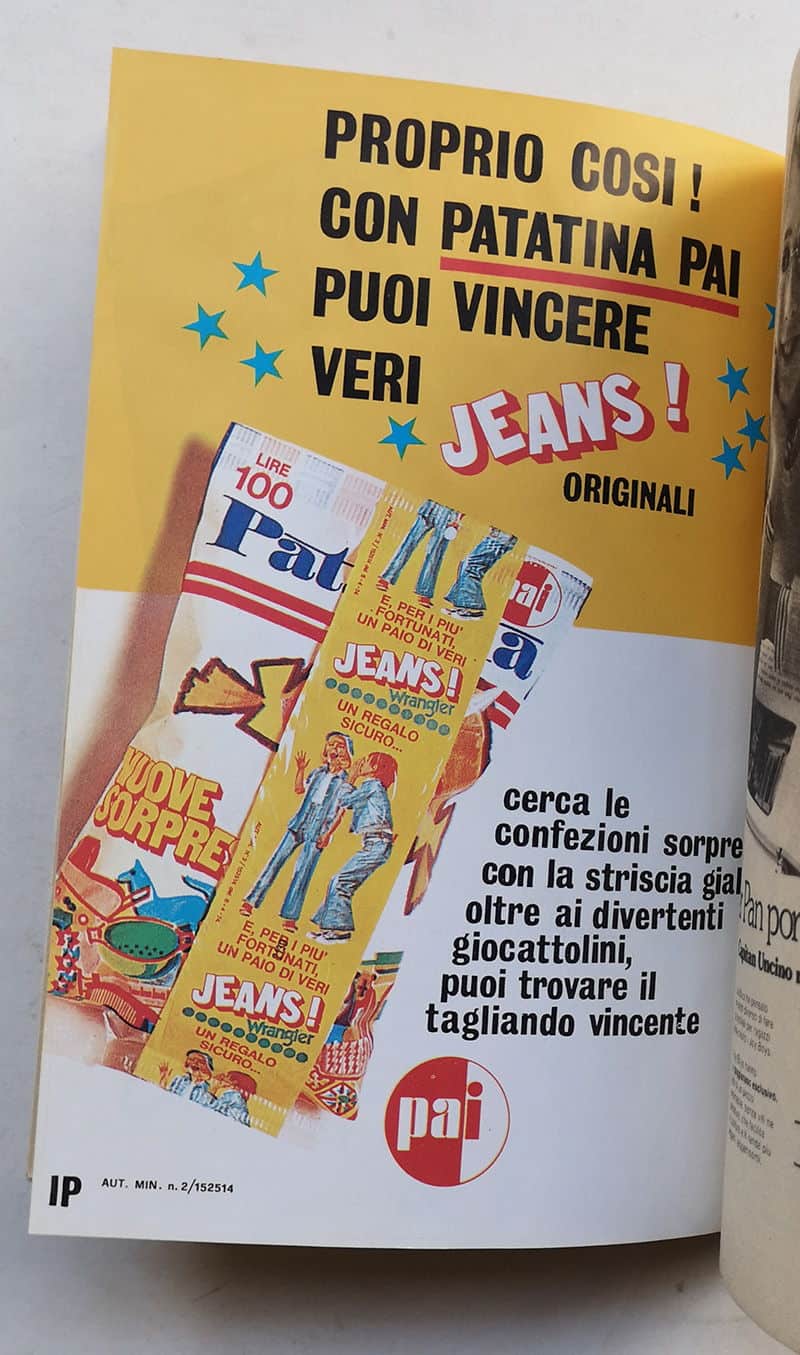 PROPRIO COSI !
CON PATATINA PAI
PUOI VINCERE
VERI
JEANS !
ORIGINALI
LIRE
100
Pat
a
pai
E, PER I PIU'
FORTUNATI,
UN PAIO DI VERI
JEANS !
Wrangler
UN REGALO
SICURO...
NUOVE
SORPRE
E, PER I PIU'
FORTUNATI,
UN PAIO DI VERI
JEANS !
Wrangler
UN REGALO
SICURO...
cerca le
confezioni sorpre
con la striscia gial
oltre ai divertenti
giocattolini,
puoi trovare il
tagliando vincente
pai
IP
AUT. MIN. n. 2/152514
Pan por
Capitan Uncino